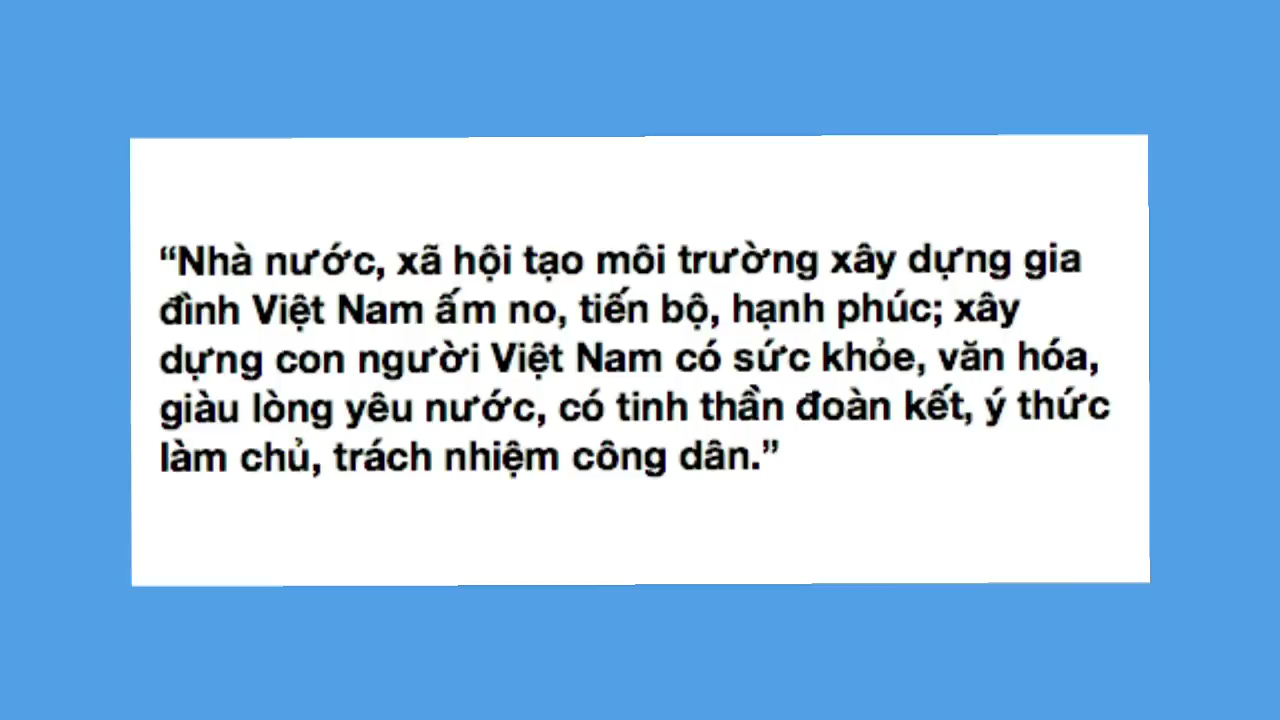 “Nhà nước, xã hội tạo môi trường xây dựng gia
đình Việt Nam ấm no, tiến bộ, hạnh phúc; xây
dựng con người Việt Nam có sức khỏe, văn hóa,
giàu lòng yêu nước, có tinh thần đoàn kết, ý thức
làm chủ, trách nhiệm công dân.”